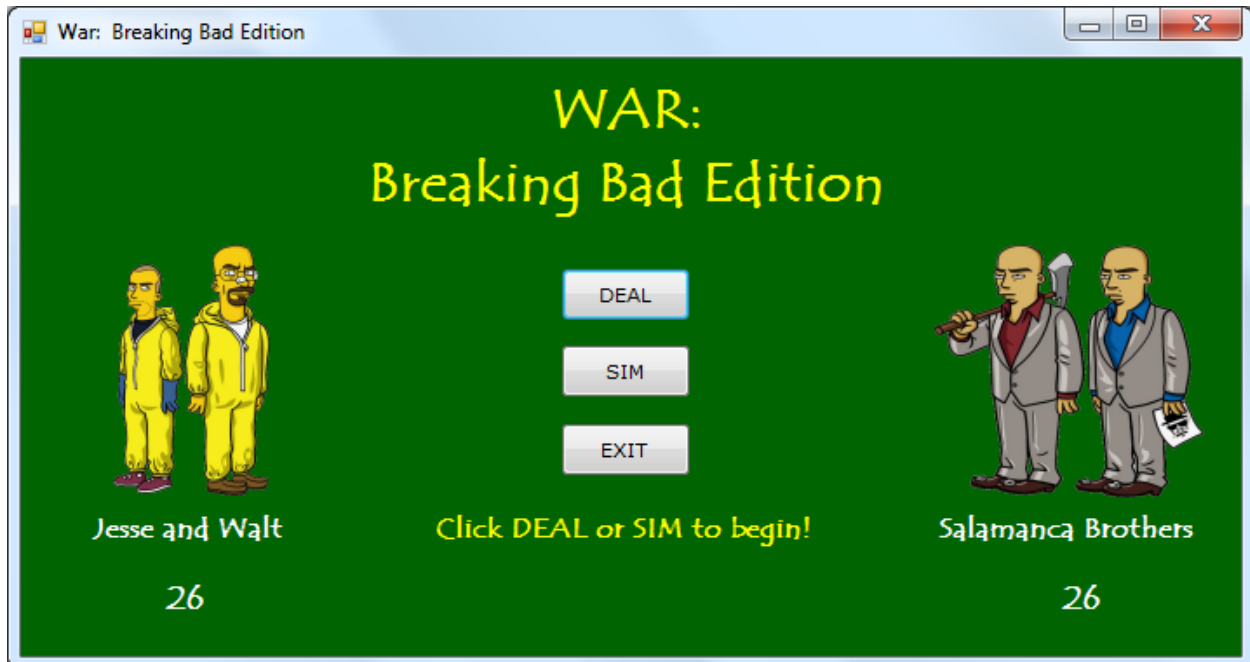 War: Breaking Bad Edition
WAR:
Breaking Bad Edition
DEAL
SIM
EXIT
Jesse and Walt
Click DEAL or SIM to begin!
Salamanca Brothers
26
26